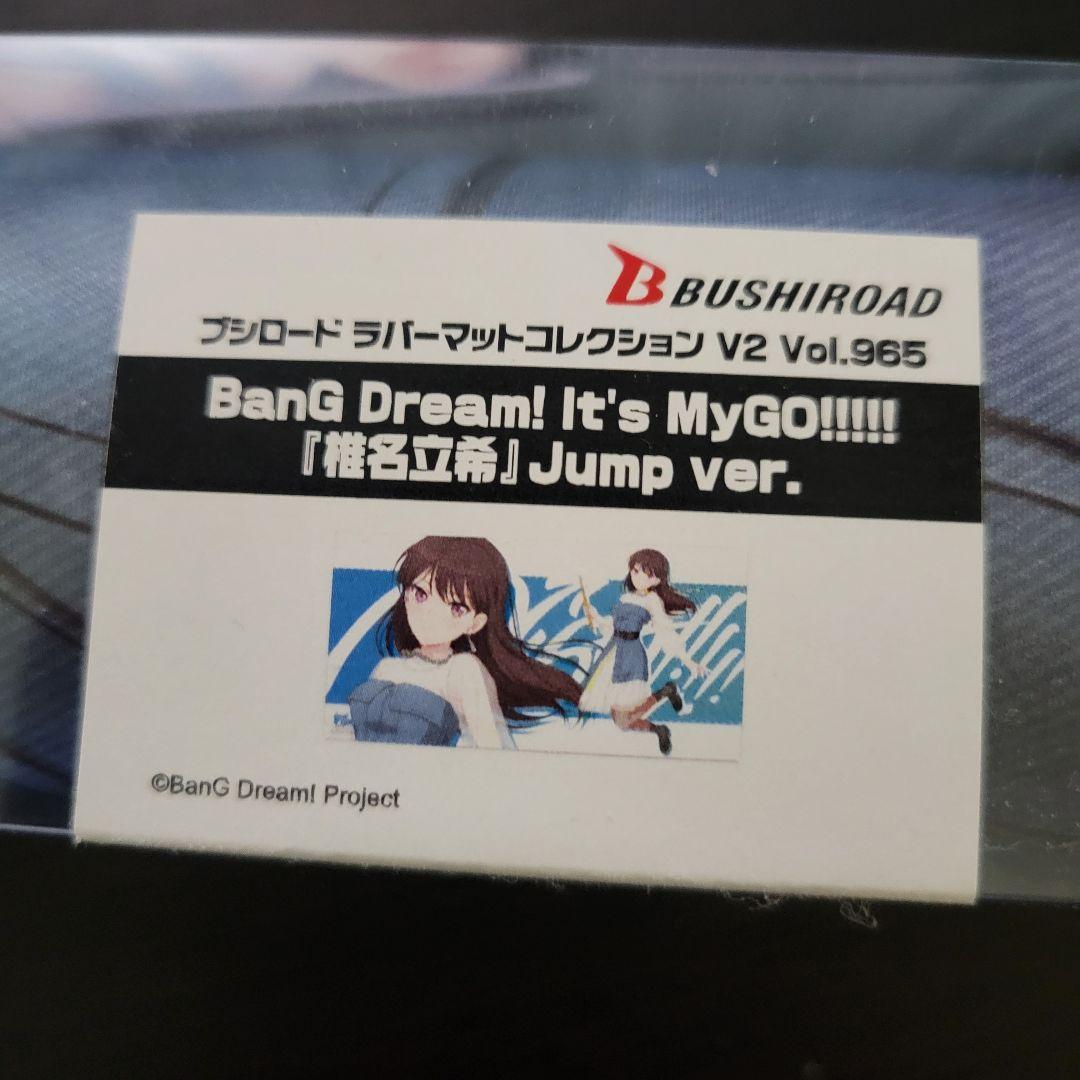 BUSHIROAD
ブシロード ラバーマットコレクション V2 Vol.965
BanG Dream! It's MyGO!!!!!
『椎名立希』Jump ver.
©BanG Dream! Project